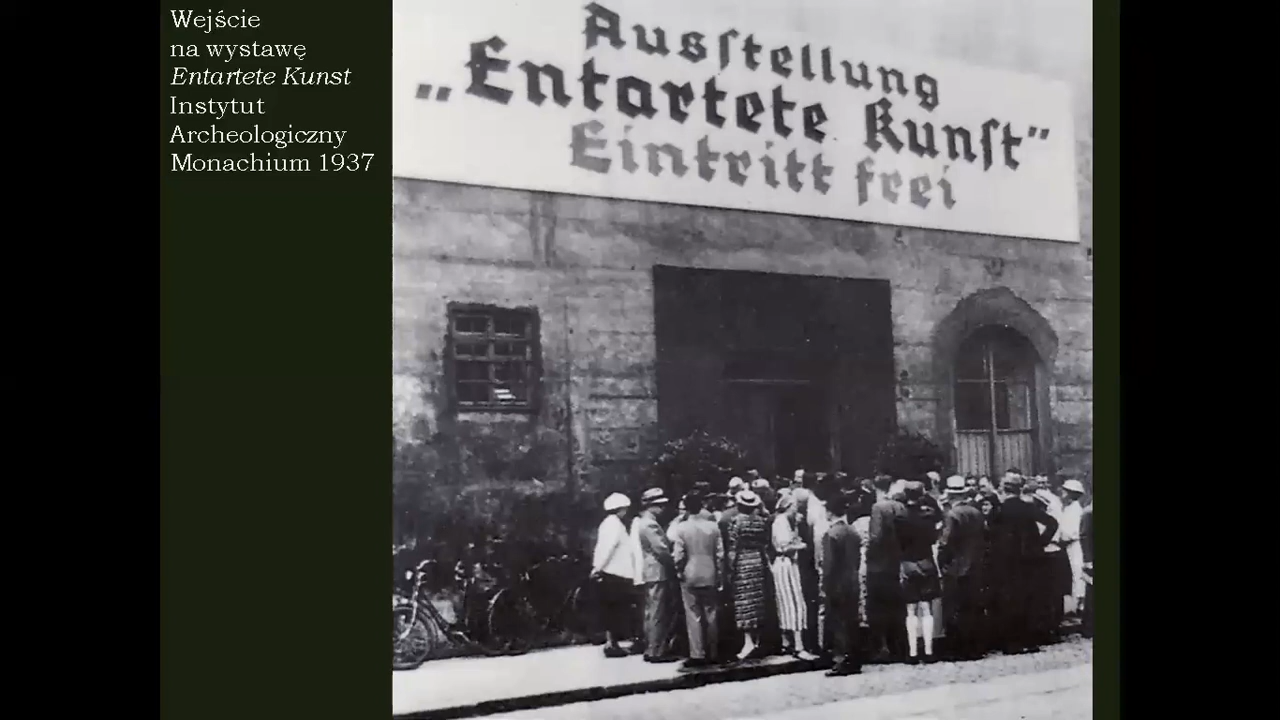 Wejście
na wystawę
Entartete Kunst
Instytut
Archeologiczny
Monachium 1937
Ausstellung
„Entartete Kunst”
Eintritt frei